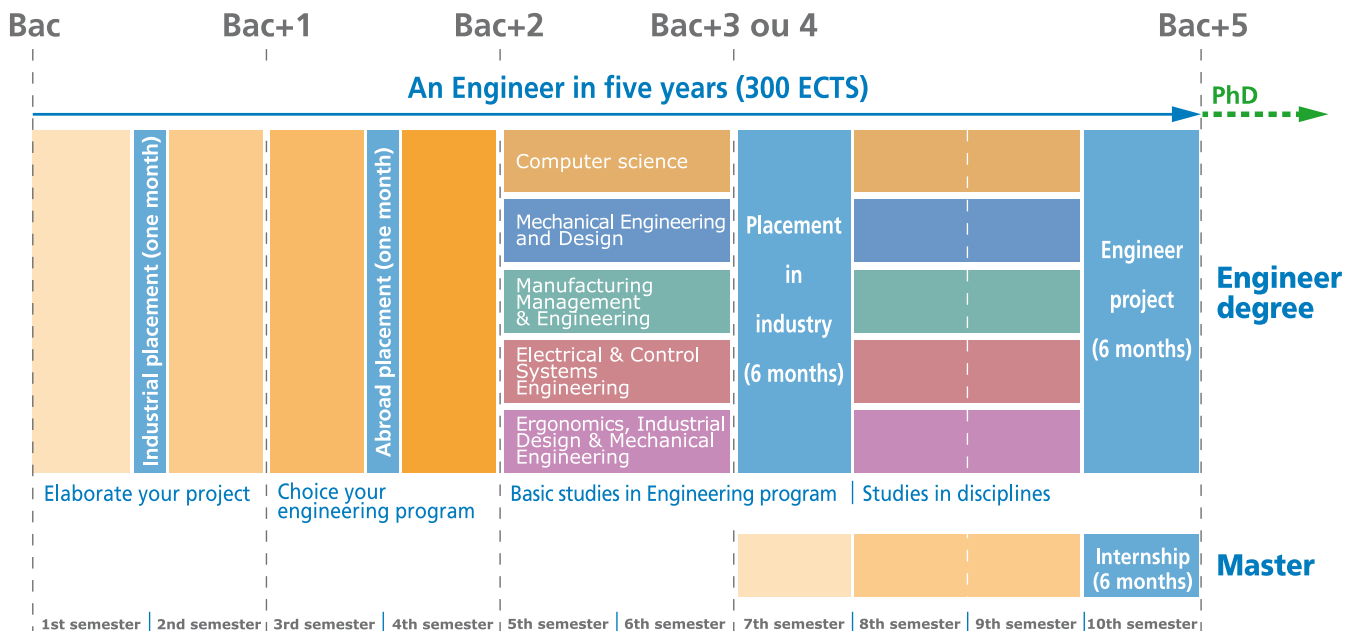 Bac
Bac+1
Bac+2
Bac+3 ou 4
Bac+5
An Engineer in five years (300 ECTS)
PhD
Industrial placement (one month)
Abroad placement (one month)
Computer science
Mechanical Engineering
and Design
Manufacturing
Management
& Engineering
Electrical & Control
Systems
Engineering
Ergonomics, Industrial
Design & Mechanical
Engineering
Placement
in
industry
(6 months)
Engineer
project
(6 months)
Engineer
degree
Elaborate your project
Choice your
engineering program
Basic studies in Engineering program
Studies in disciplines
Internship
(6 months)
Master
1st semester
2nd semester
3rd semester
4th semester
5th semester
6th semester
7th semester
8th semester
9th semester
10th semester